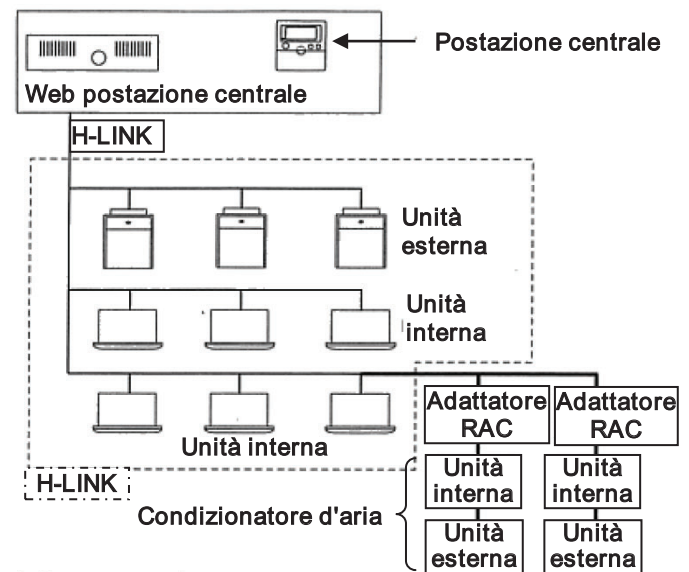 Postazione centrale
Web postazione centrale
H-LINK
Unità
esterna
Unità
interna
Unità interna
Adattatore
RAC
Adattatore
RAC
H-LINK
Condizionatore d'aria
Unità
interna
Unità
interna
Unità
esterna
Unità
esterna